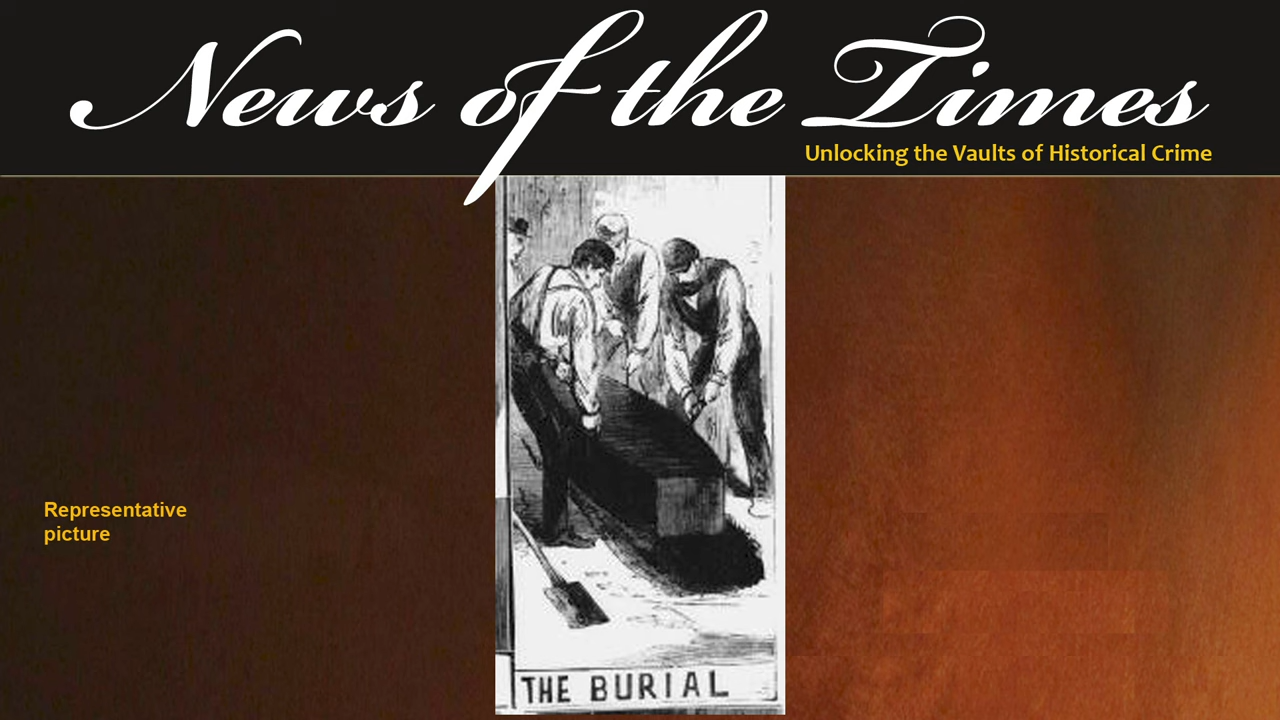 News of the Times
Unlocking the Vaults of Historical Crime
Representative
picture
THE BURIAL